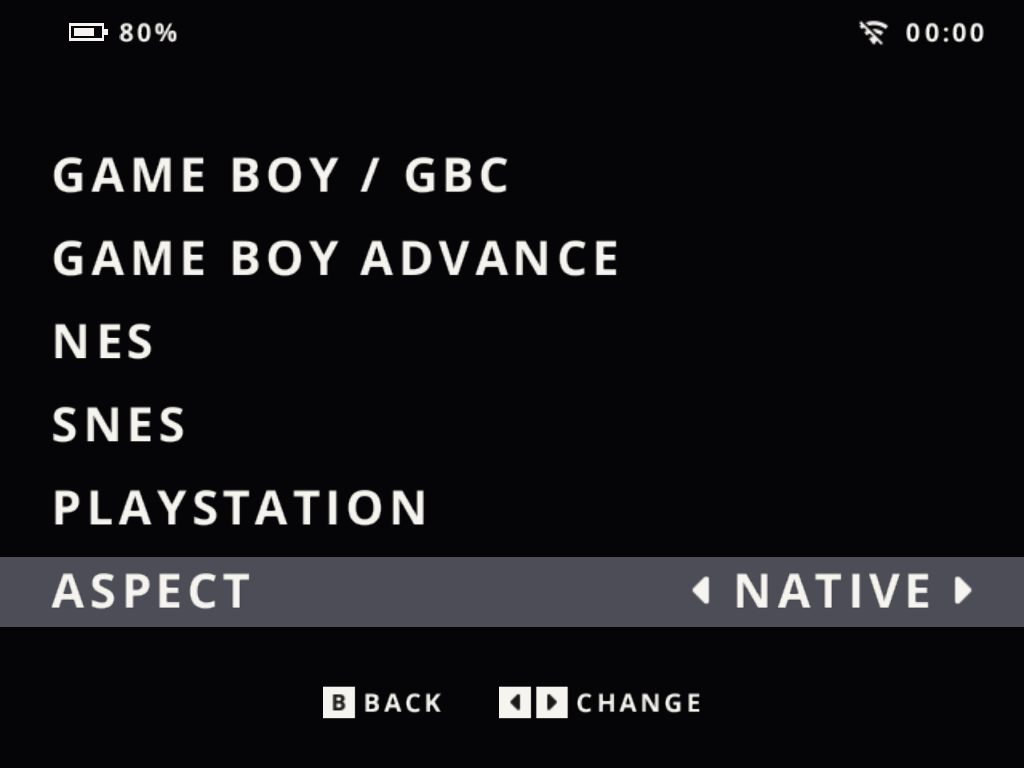 80% 00:00
GAME BOY / GBC
GAME BOY ADVANCE
NES
SNES
PLAYSTATION
ASPECT NATIVE
B BACK CHANGE